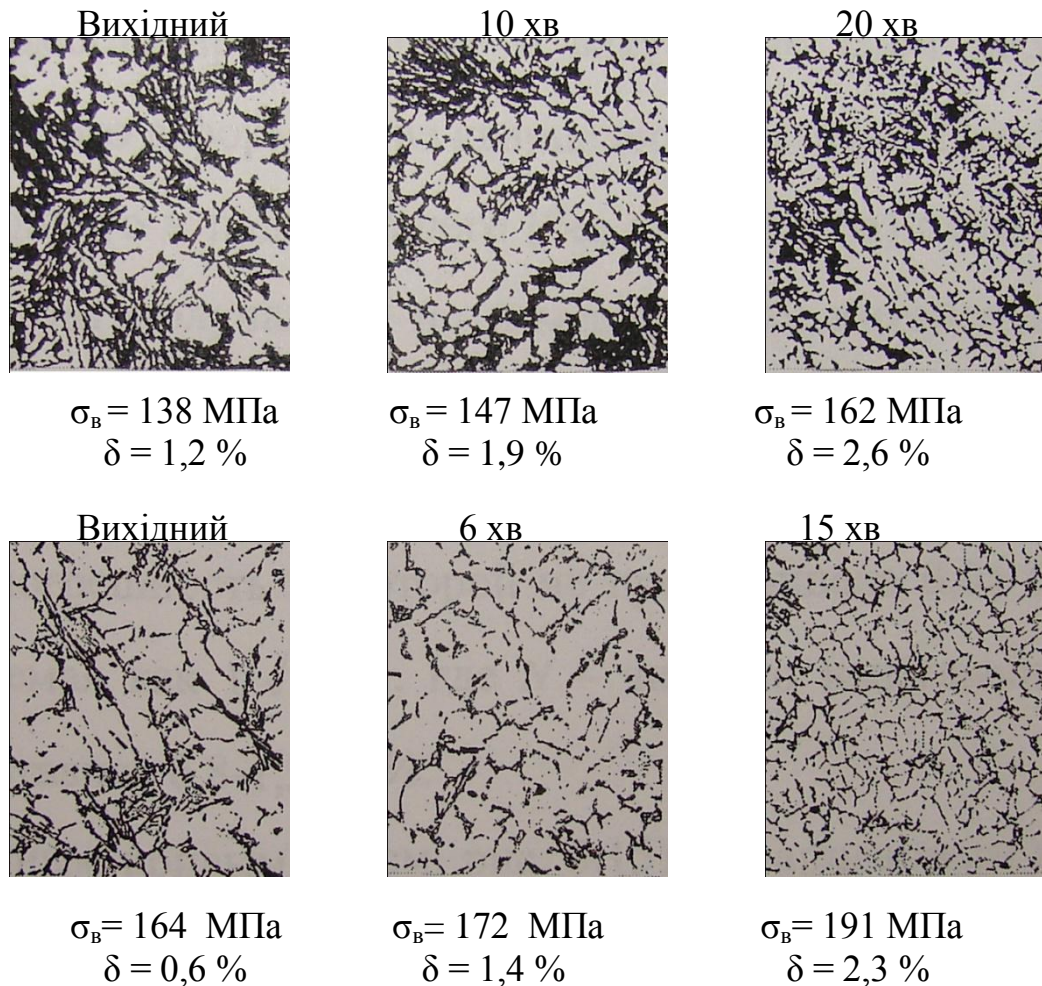 Вихідний 10 хв 20 хв
σв = 138 МПа σв = 147 МПа σв = 162 МПа
δ = 1,2 % δ = 1,9 % δ = 2,6 %
Вихідний 6 хв 15 хв
σв= 164 МПа σв= 172 МПа σв= 191 МПа
δ = 0,6 % δ = 1,4 % δ = 2,3 %